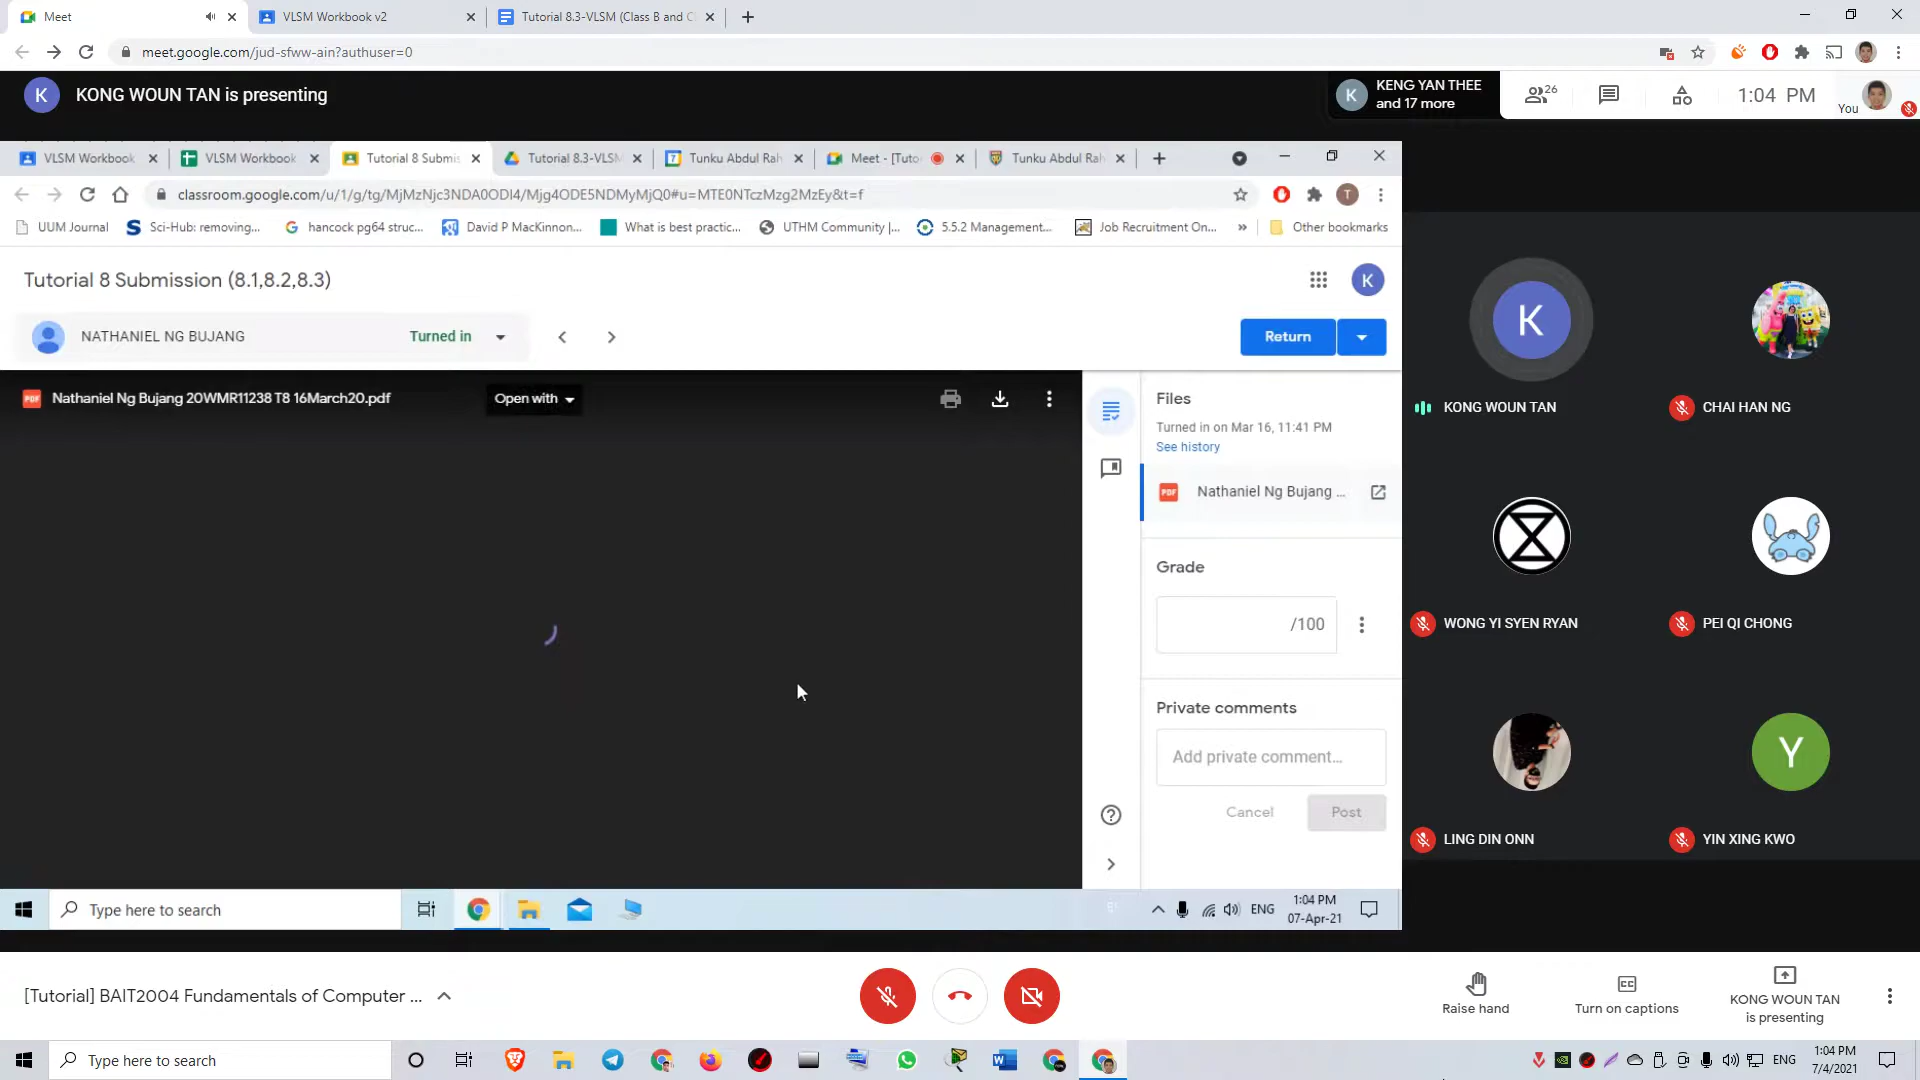 Meet
VLSM Workbook v2
Tutorial 8.3-VLSM (Class B and C
meet.google.com/jud-sfww-ain?authuser=0
K
KONG WOUN TAN is presenting
K
KENG YAN THEE
and 17 more
26
1:04 PM
You
VLSM Workbook
VLSM Workbook
Tutorial 8 Submis
Tutorial 8.3-VLSM
7
Tunku Abdul Rah
Meet - [Tuto
Tunku Abdul Rah
classroom.google.com/u/1/g/tg/MjMzNjc3NDA0ODI4/Mjg4ODE5NDMyMjQ0#u=MTE0NTczMzg2MzEy&t=f
T
UUM Journal
Sci-Hub: removing...
hancock pg64 struc...
David P MacKinnon...
What is best practic...
UTHM Community |...
5.5.2 Management...
Job Recruitment On...
»
Other bookmarks
Tutorial 8 Submission (8.1,8.2,8.3)
K
NATHANIEL NG BUJANG
Turned in
Return
PDF
Nathaniel Ng Bujang 20WMR11238 T8 16March20.pdf
Open with
Files
Turned in on Mar 16, 11:41 PM
See history
PDF
Nathaniel Ng Bujang ...
Grade
/100
Private comments
Add private comment...
Cancel
Post
Type here to search
ENG
1:04 PM
07-Apr-21
K
KONG WOUN TAN
CHAI HAN NG
WONG YI SYEN RYAN
PEI QI CHONG
LING DIN ONN
Y
YIN XING KWO
[Tutorial] BAIT2004 Fundamentals of Computer ...
Raise hand
Turn on captions
KONG WOUN TAN
is presenting
Type here to search
ENG
1:04 PM
7/4/2021